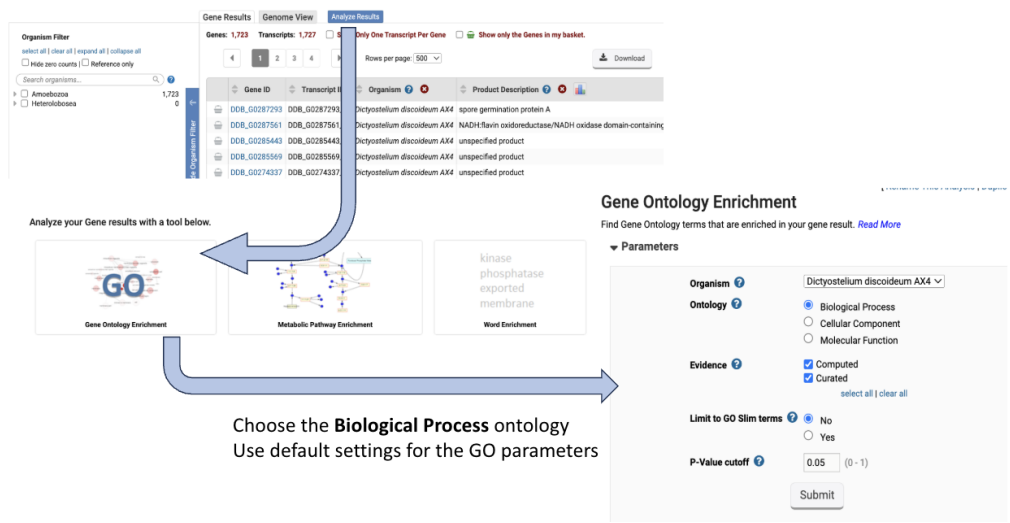 Gene Results Genome View Analyze Results
Organism Filter
select all | clear all | expand all | collapse all
Hide zero counts | Reference only
Search organisms...
Amoebozoa 1,723
Heterolobosea 0
Organism Filter
Genes: 1,723 Transcripts: 1,727 Only One Transcript Per Gene Show only the Genes in my basket.
1 2 3 4 Rows per page: 500 Download
Gene ID Transcript Organism Product Description
DDB_G0287293 DDB_G0287293, Dictyostelium discoideum AX4 spore germination protein A
DDB_G0287561 DDB_G0287561, Dictyostelium discoideum AX4 NADH:flavin oxidoreductase/NADH oxidase domain-containing
DDB_G0285443 DDB_G0285443, Dictyostelium discoideum AX4 unspecified product
DDB_G0285569 DDB_G0285569, Dictyostelium discoideum AX4 unspecified product
DDB_G0274337 DDB_G0274337, Dictyostelium discoideum AX4 unspecified product
Analyze your Gene results with a tool below.
GO
Gene Ontology Enrichment
Metabolic Pathway Enrichment
kinase
phosphatase
exported
membrane
Word Enrichment
Gene Ontology Enrichment
Find Gene Ontology terms that are enriched in your gene result. Read More
Parameters
Organism Dictyostelium discoideum AX4
Ontology Biological Process
Cellular Component
Molecular Function
Evidence Computed
Curated
select all | clear all
Limit to GO Slim terms No
Yes
P-Value cutoff 0.05 (0 - 1)
Submit
Choose the Biological Process ontology
Use default settings for the GO parameters